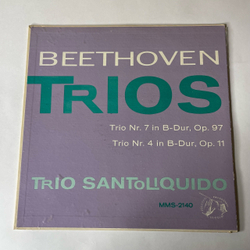 BEETHOVEN
TRIOS
Trio Nr. 7 in B-Dur, Op. 97
Trio Nr. 4 in B-Dur, Op. 11
TRIO SANTOLIQUIDO
MMS-2140